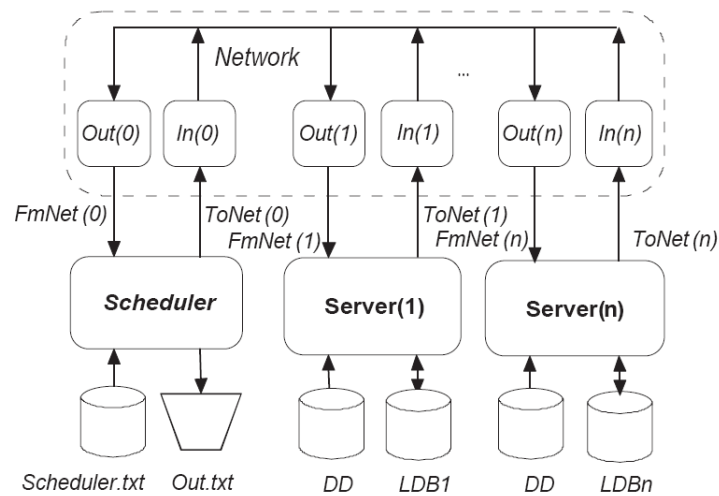 Network
...
Out(0) In(0) Out(1) In(1) Out(n) In(n)
FmNet (0) ToNet (0) ToNet (1)
FmNet (1) FmNet (n) ToNet (n)
Scheduler Server(1) Server(n)
Scheduler.txt Out.txt DD LDB1 DD LDBn